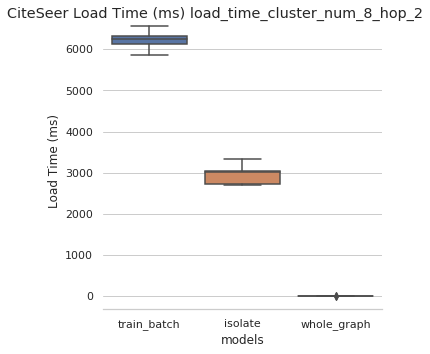 CiteSeer Load Time (ms) load_time_cluster_num_8_hop_2
6000
5000
4000
3000
2000
1000
0
Load Time (ms)
train_batch
isolate
whole_graph
models